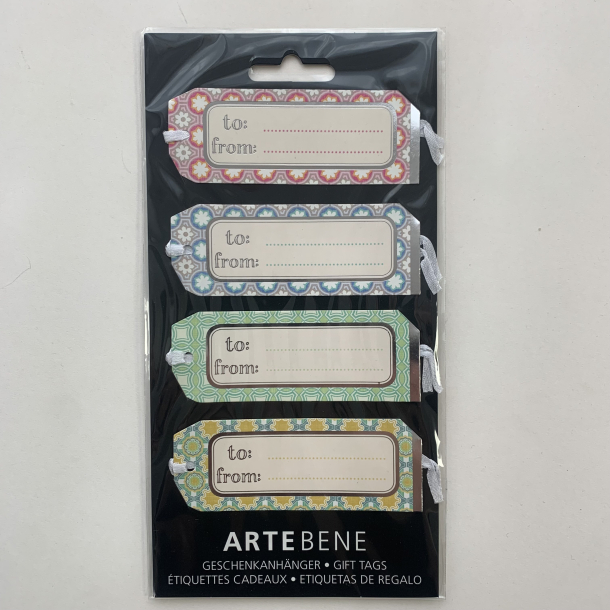 to:
from:
to:
from:
to:
from:
to:
from:
ARTEBENE
GESCHENKANHÄNGER • GIFT TAGS
ÉTIQUETTES CADEAUX • ETIQUETAS DE REGALO